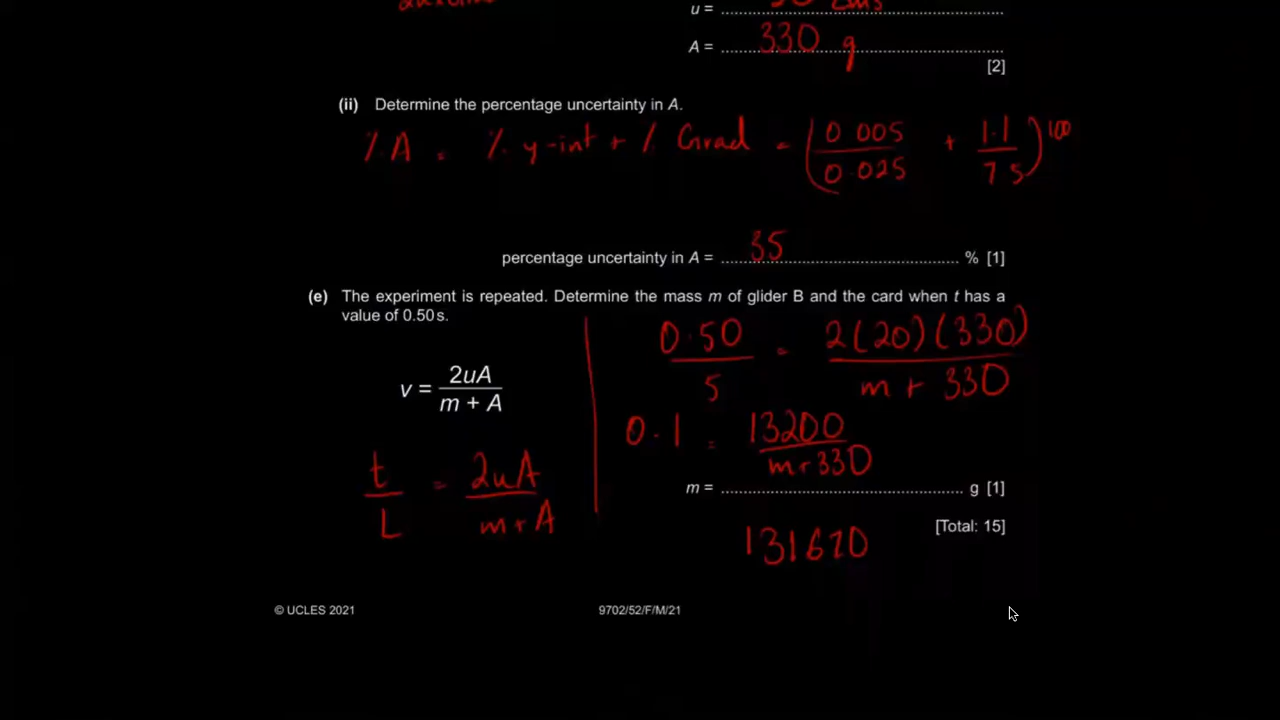 u =
A = 330 g
[2]
(ii) Determine the percentage uncertainty in A.
% A = % y-int + % Grad = (0.005/0.025 + 1.1/7.5)100
percentage uncertainty in A = 35 % [1]
(e) The experiment is repeated. Determine the mass m of glider B and the card when t has a
value of 0.50 s.
0.50/5 = 2(20)(330)/m + 330
v = 2uA/m + A
0.1 = 13200/m + 330
t/L = 2uA/m + A
m = g [1]
[Total: 15]
131670
© UCLES 2021
9702/52/F/M/21